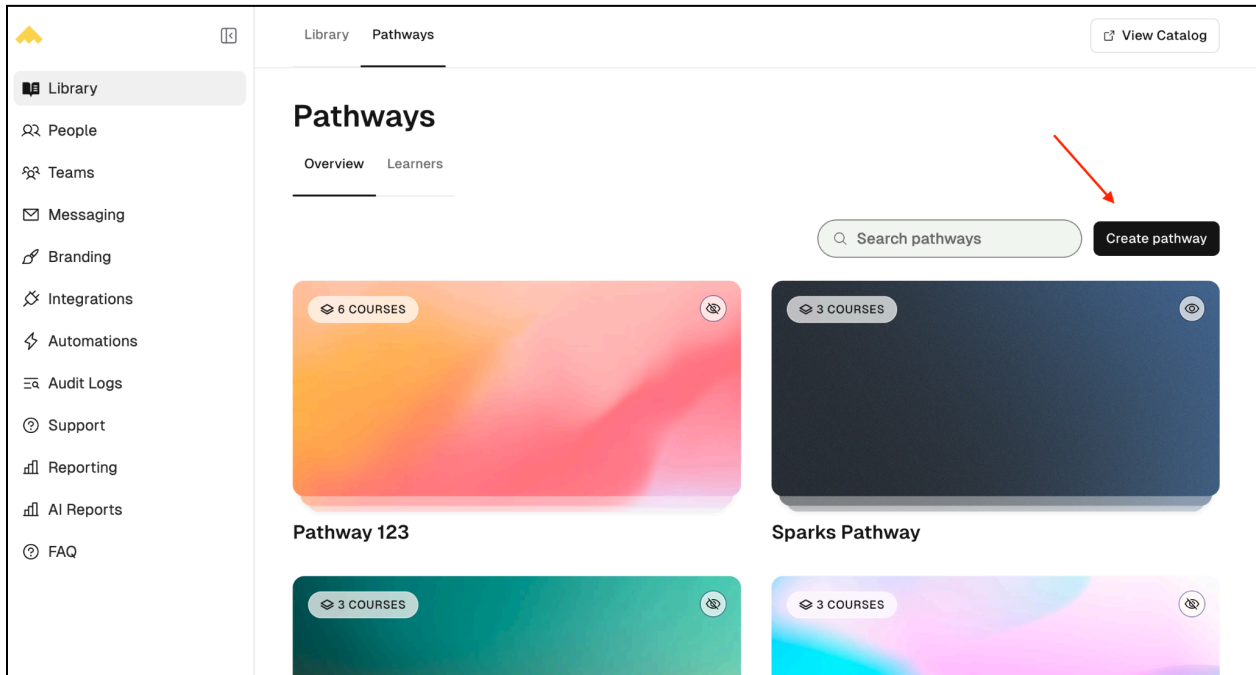 Library Pathways View Catalog
Library
People
Teams
Messaging
Branding
Integrations
Automations
Audit Logs
Support
Reporting
AI Reports
FAQ
Pathways
Overview Learners
Search pathways Create pathway
6 COURSES
3 COURSES
Pathway 123
Sparks Pathway
3 COURSES
3 COURSES